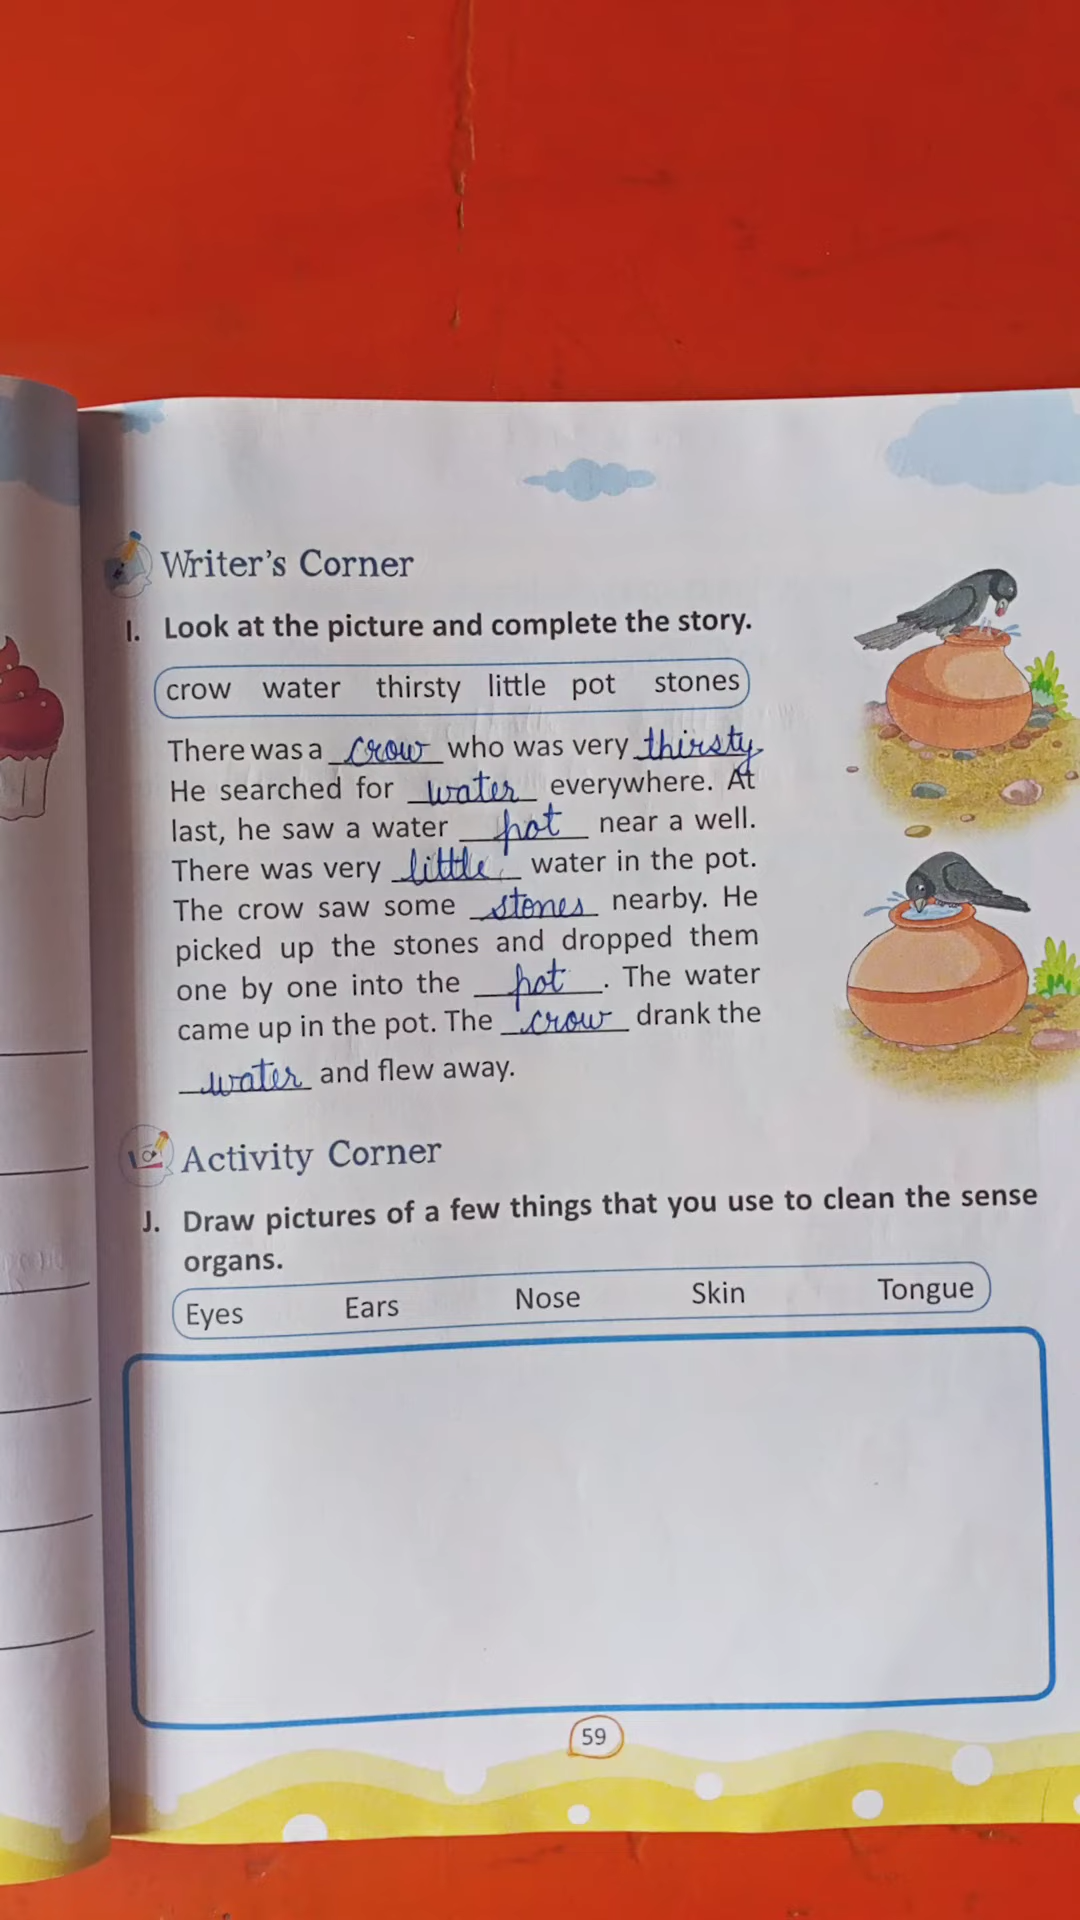 Writer's Corner
I. Look at the picture and complete the story.
crow water thirsty little pot stones
There was a crow who was very thirsty
He searched for water everywhere. At
last, he saw a water pot near a well.
There was very little water in the pot.
The crow saw some stones nearby. He
picked up the stones and dropped them
one by one into the pot. The water
came up in the pot. The crow drank the
water and flew away.
Activity Corner
J. Draw pictures of a few things that you use to clean the sense
organs.
Eyes Ears Nose Skin Tongue
59